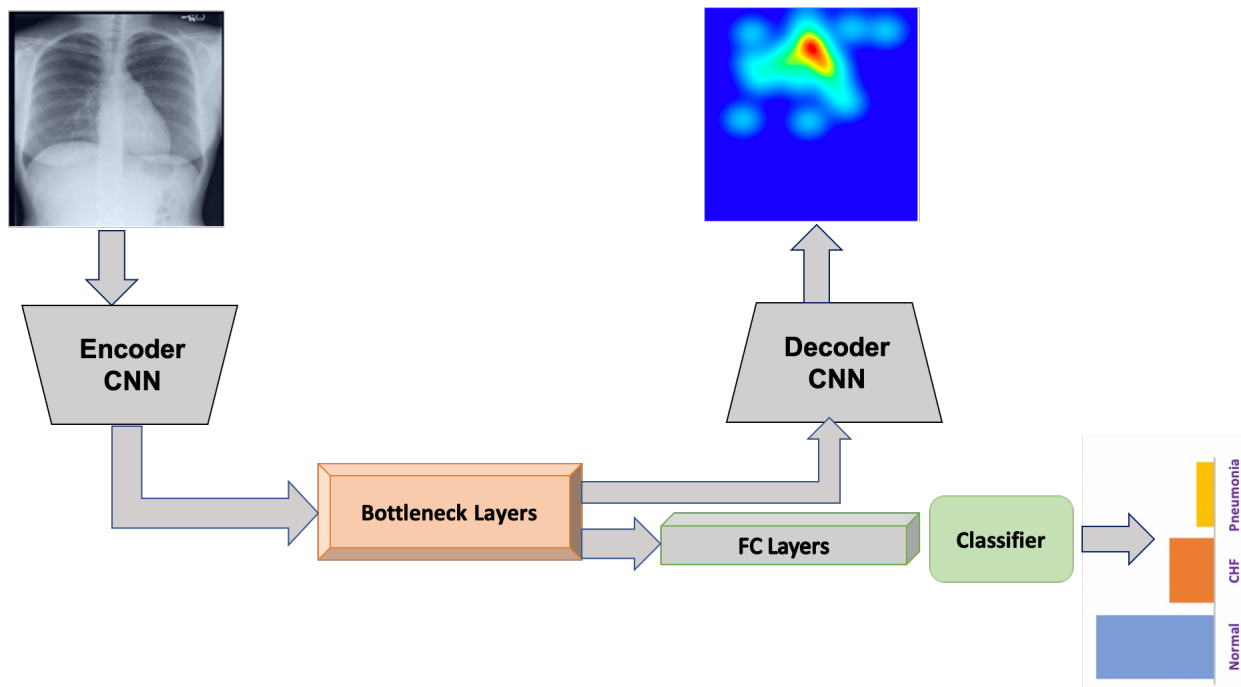 Encoder
CNN
Decoder
CNN
Bottleneck Layers
FC Layers
Classifier
Pneumonia
CHF
Normal